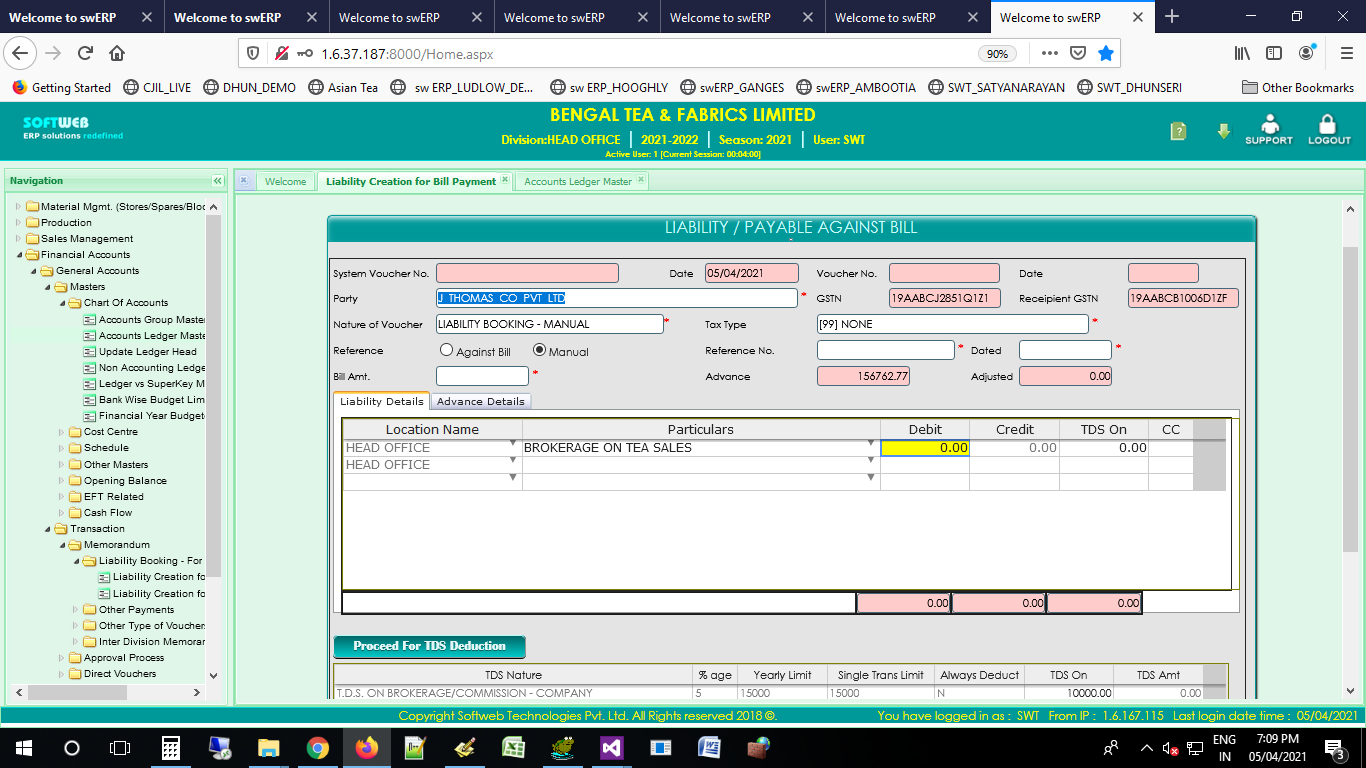 Welcome to swERP Welcome to swERP Welcome to swERP Welcome to swERP Welcome to swERP Welcome to swERP Welcome to swERP
1.6.37.187:8000/Home.aspx 90%
Getting Started CJIL_LIVE DHUN_DEMO Asian Tea sw ERP_LUDLOW_DE... sw ERP_HOOGHLY swERP_GANGES swERP_AMBOOTIA SWT_SATYANARAYAN SWT_DHUNSERI Other Bookmarks
SOFTWEB
ERP solutions redefined
BENGAL TEA & FABRICS LIMITED
Division:HEAD OFFICE 2021-2022 Season: 2021 User: SWT
Active User: 1 [Current Session: 00:04:00]
SUPPORT LOGOUT
Navigation
Welcome Liability Creation for Bill Payment Accounts Ledger Master
Material Mgmt. (Stores/Spares/Bloc
Production
Sales Management
Financial Accounts
General Accounts
Masters
Chart Of Accounts
Accounts Group Master
Accounts Ledger Maste
Update Ledger Head
Non Accounting Ledge
Ledger vs SuperKey M
Bank Wise Budget Lim
Financial Year Budget
Cost Centre
Schedule
Other Masters
Opening Balance
EFT Related
Cash Flow
Transaction
Memorandum
Liability Booking - For
Liability Creation fo
Liability Creation fo
Other Payments
Other Type of Voucher
Inter Division Memorar
Approval Process
Direct Vouchers
LIABILITY / PAYABLE AGAINST BILL
System Voucher No. Date 05/04/2021 Voucher No. Date
Party J THOMAS CO PVT LTD * GSTN 19AABCJ2851Q1Z1 Receipient GSTN 19AABCB1006D1ZF
Nature of Voucher LIABILITY BOOKING - MANUAL * Tax Type [99] NONE *
Reference Against Bill Manual Reference No. * Dated *
Bill Amt. * Advance 156762.77 Adjusted 0.00
Liability Details Advance Details
Location Name Particulars Debit Credit TDS On CC
HEAD OFFICE BROKERAGE ON TEA SALES 0.00 0.00 0.00
HEAD OFFICE
0.00 0.00 0.00
Proceed For TDS Deduction
TDS Nature % age Yearly Limit Single Trans Limit Always Deduct TDS On TDS Amt
T.D.S. ON BROKERAGE/COMMISSION - COMPANY 5 15000 15000 N 10000.00 0.00
Copyright Softweb Technologies Pvt. Ltd. All Rights reserved 2018 ©. You have logged in as : SWT From IP : 1.6.167.115 Last login date time : 05/04/2021
ENG 7:09 PM
IN 05/04/2021 3